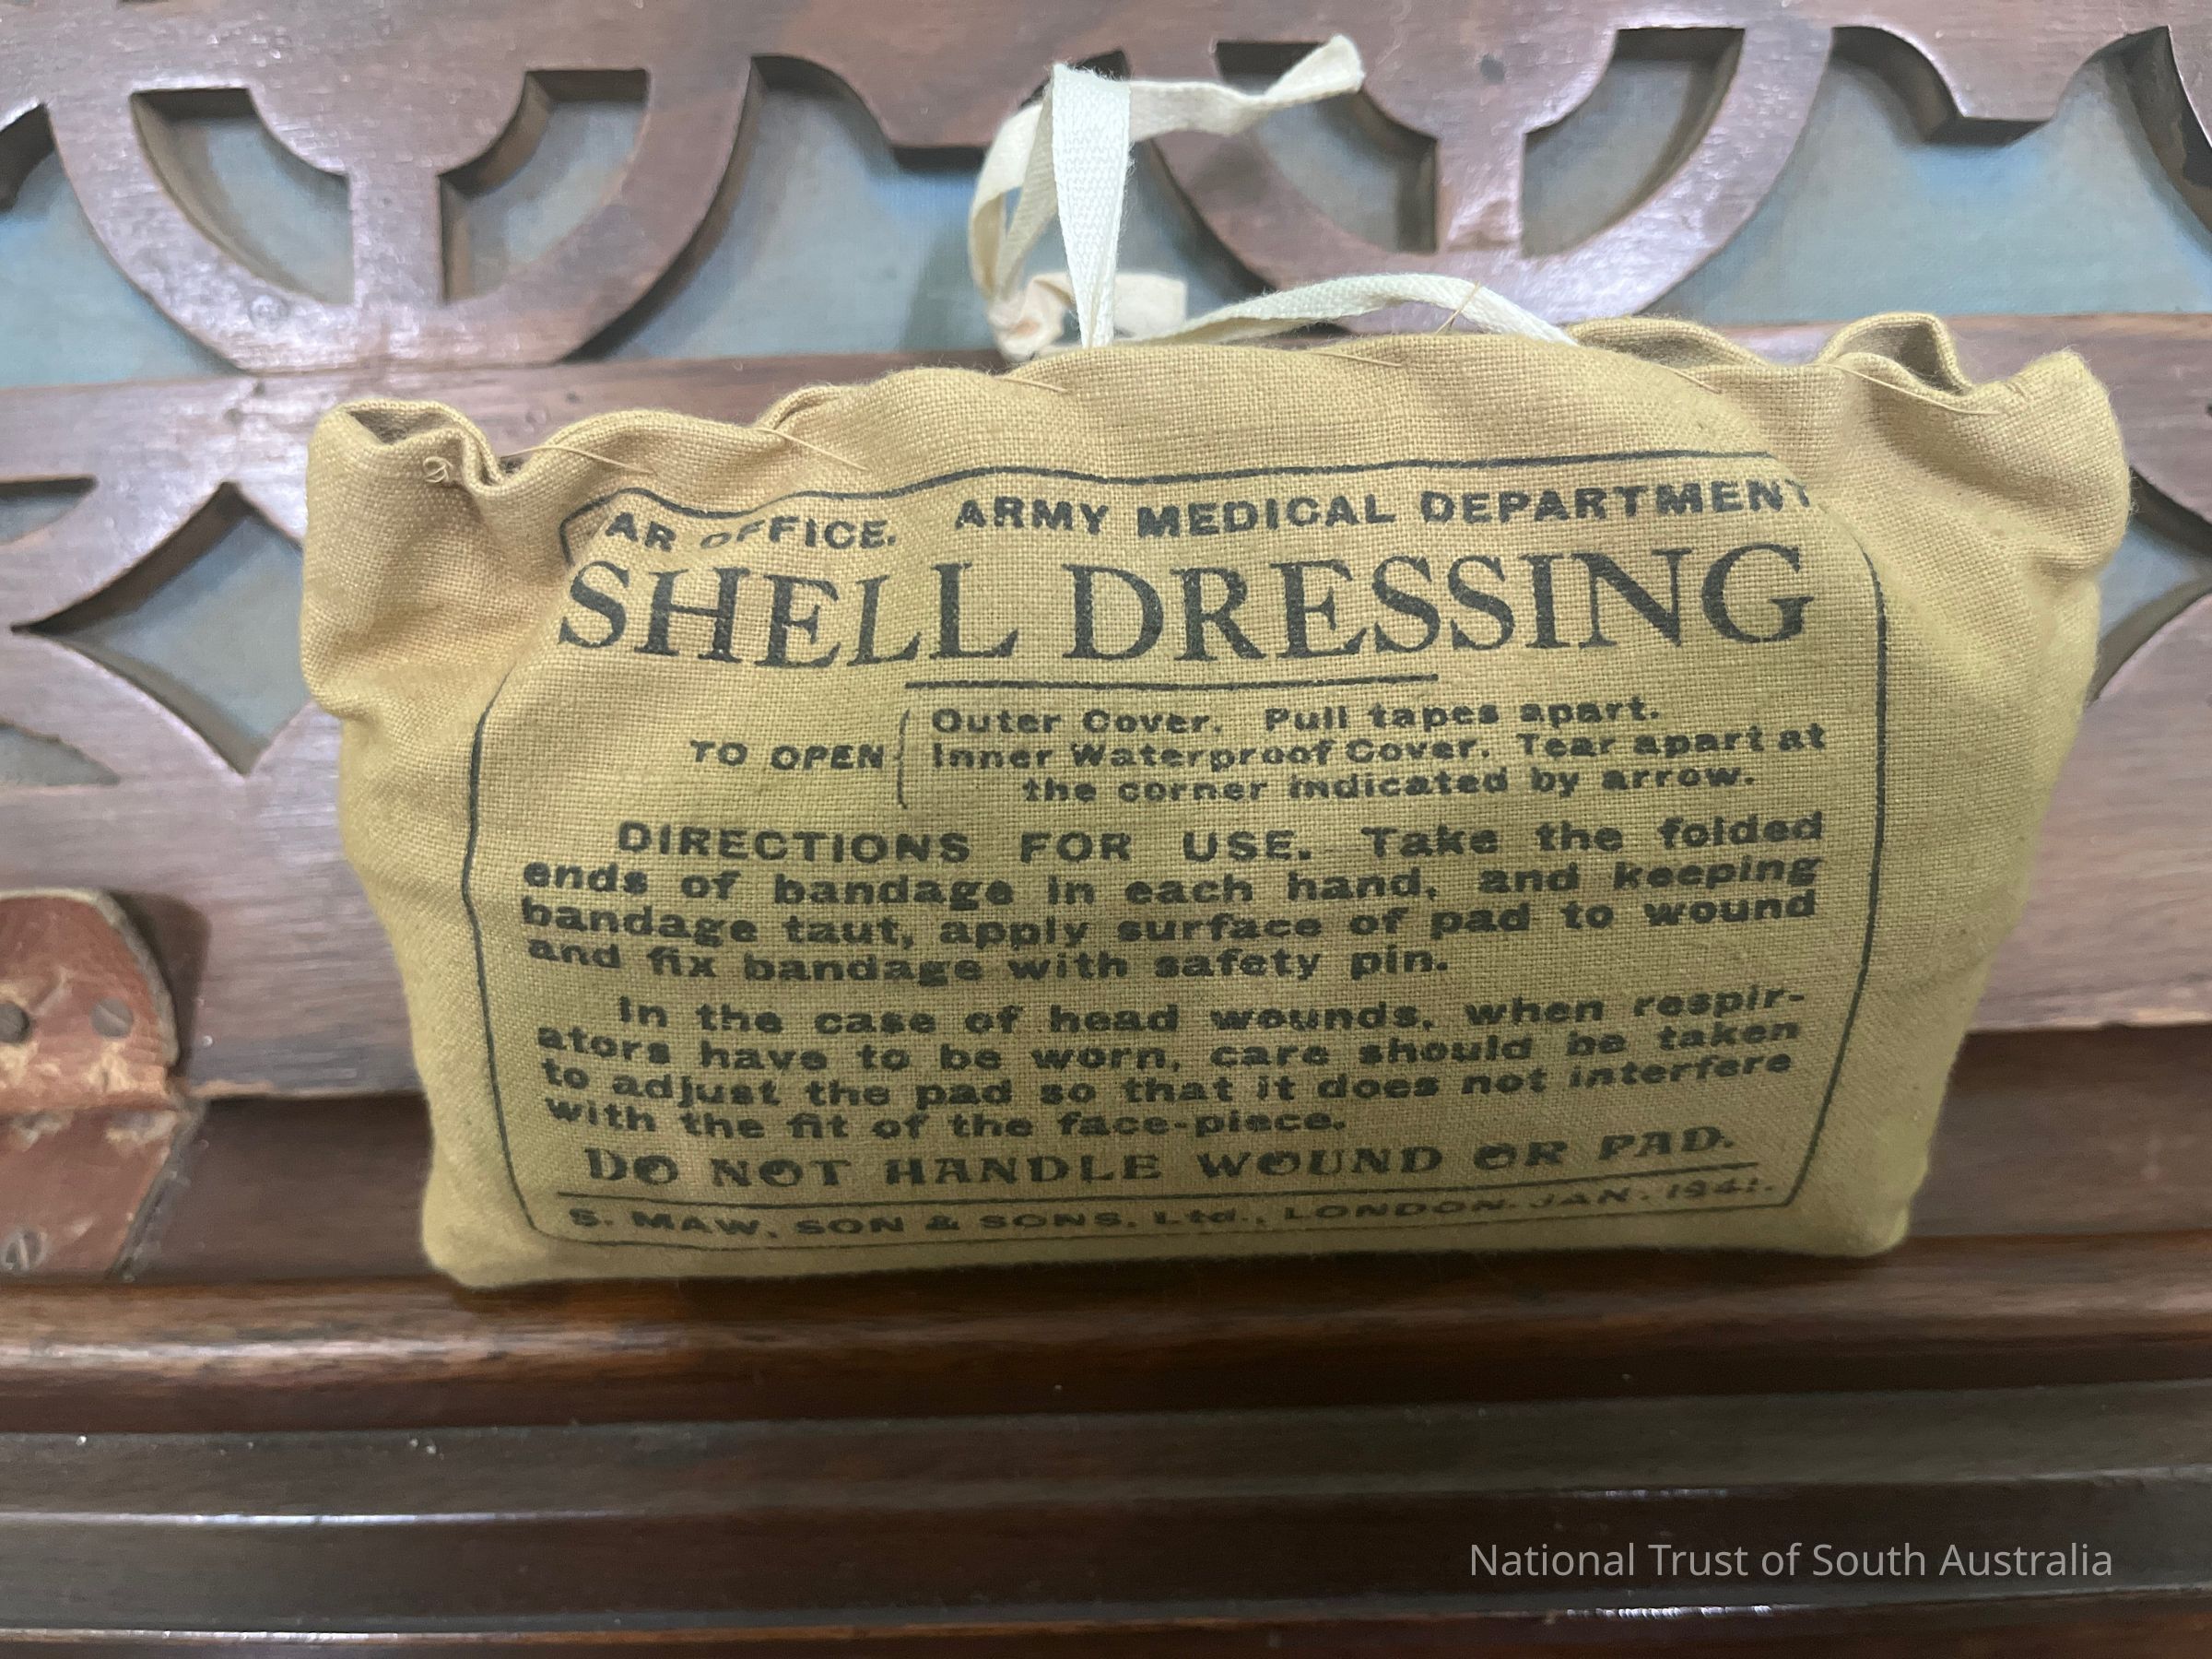 AR OFFICE. ARMY MEDICAL DEPARTMENT
SHELL DRESSING
TO OPEN
Outer Cover. Pull tapes apart.
Inner Waterproof Cover. Tear apart at
the corner indicated by arrow.
DIRECTIONS FOR USE. Take the folded
ends of bandage in each hand, and keeping
bandage taut, apply surface of pad to wound
and fix bandage with safety pin.
In the case of head wounds, when respir-
ators have to be worn, care should be taken
to adjust the pad so that it does not interfere
with the fit of the face-piece.
DO NOT HANDLE WOUND OR PAD.
S. MAW, SON & SONS, Ltd., LONDON. JAN.
National Trust of South Australia